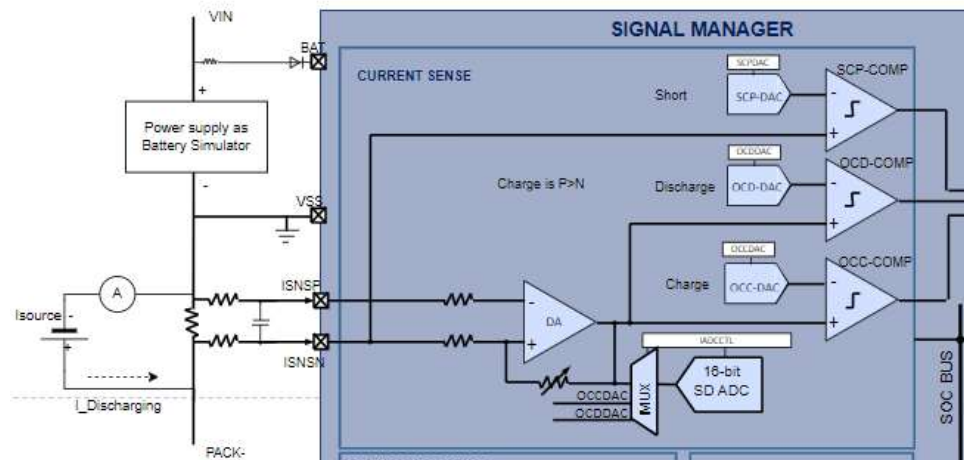 VIN
SIGNAL MANAGER
BAT
CURRENT SENSE
SCPDAC
SCP-COMP
Short
SCP-DAC
-
+
+
Power supply as
Battery Simulator
-
OCDDAC
OCD-COMP
Charge is P>N
Discharge
OCD-DAC
-
+
VSS
OCCDAC
OCC-COMP
Charge
OCC-DAC
-
+
A
ISNSP
Isource
-
+
DA
-
+
ISNSN
IADCCTL
16-bit
SD ADC
MUX
OCCDAC
OCDDAC
I_Discharging
SOC BUS
PACK-